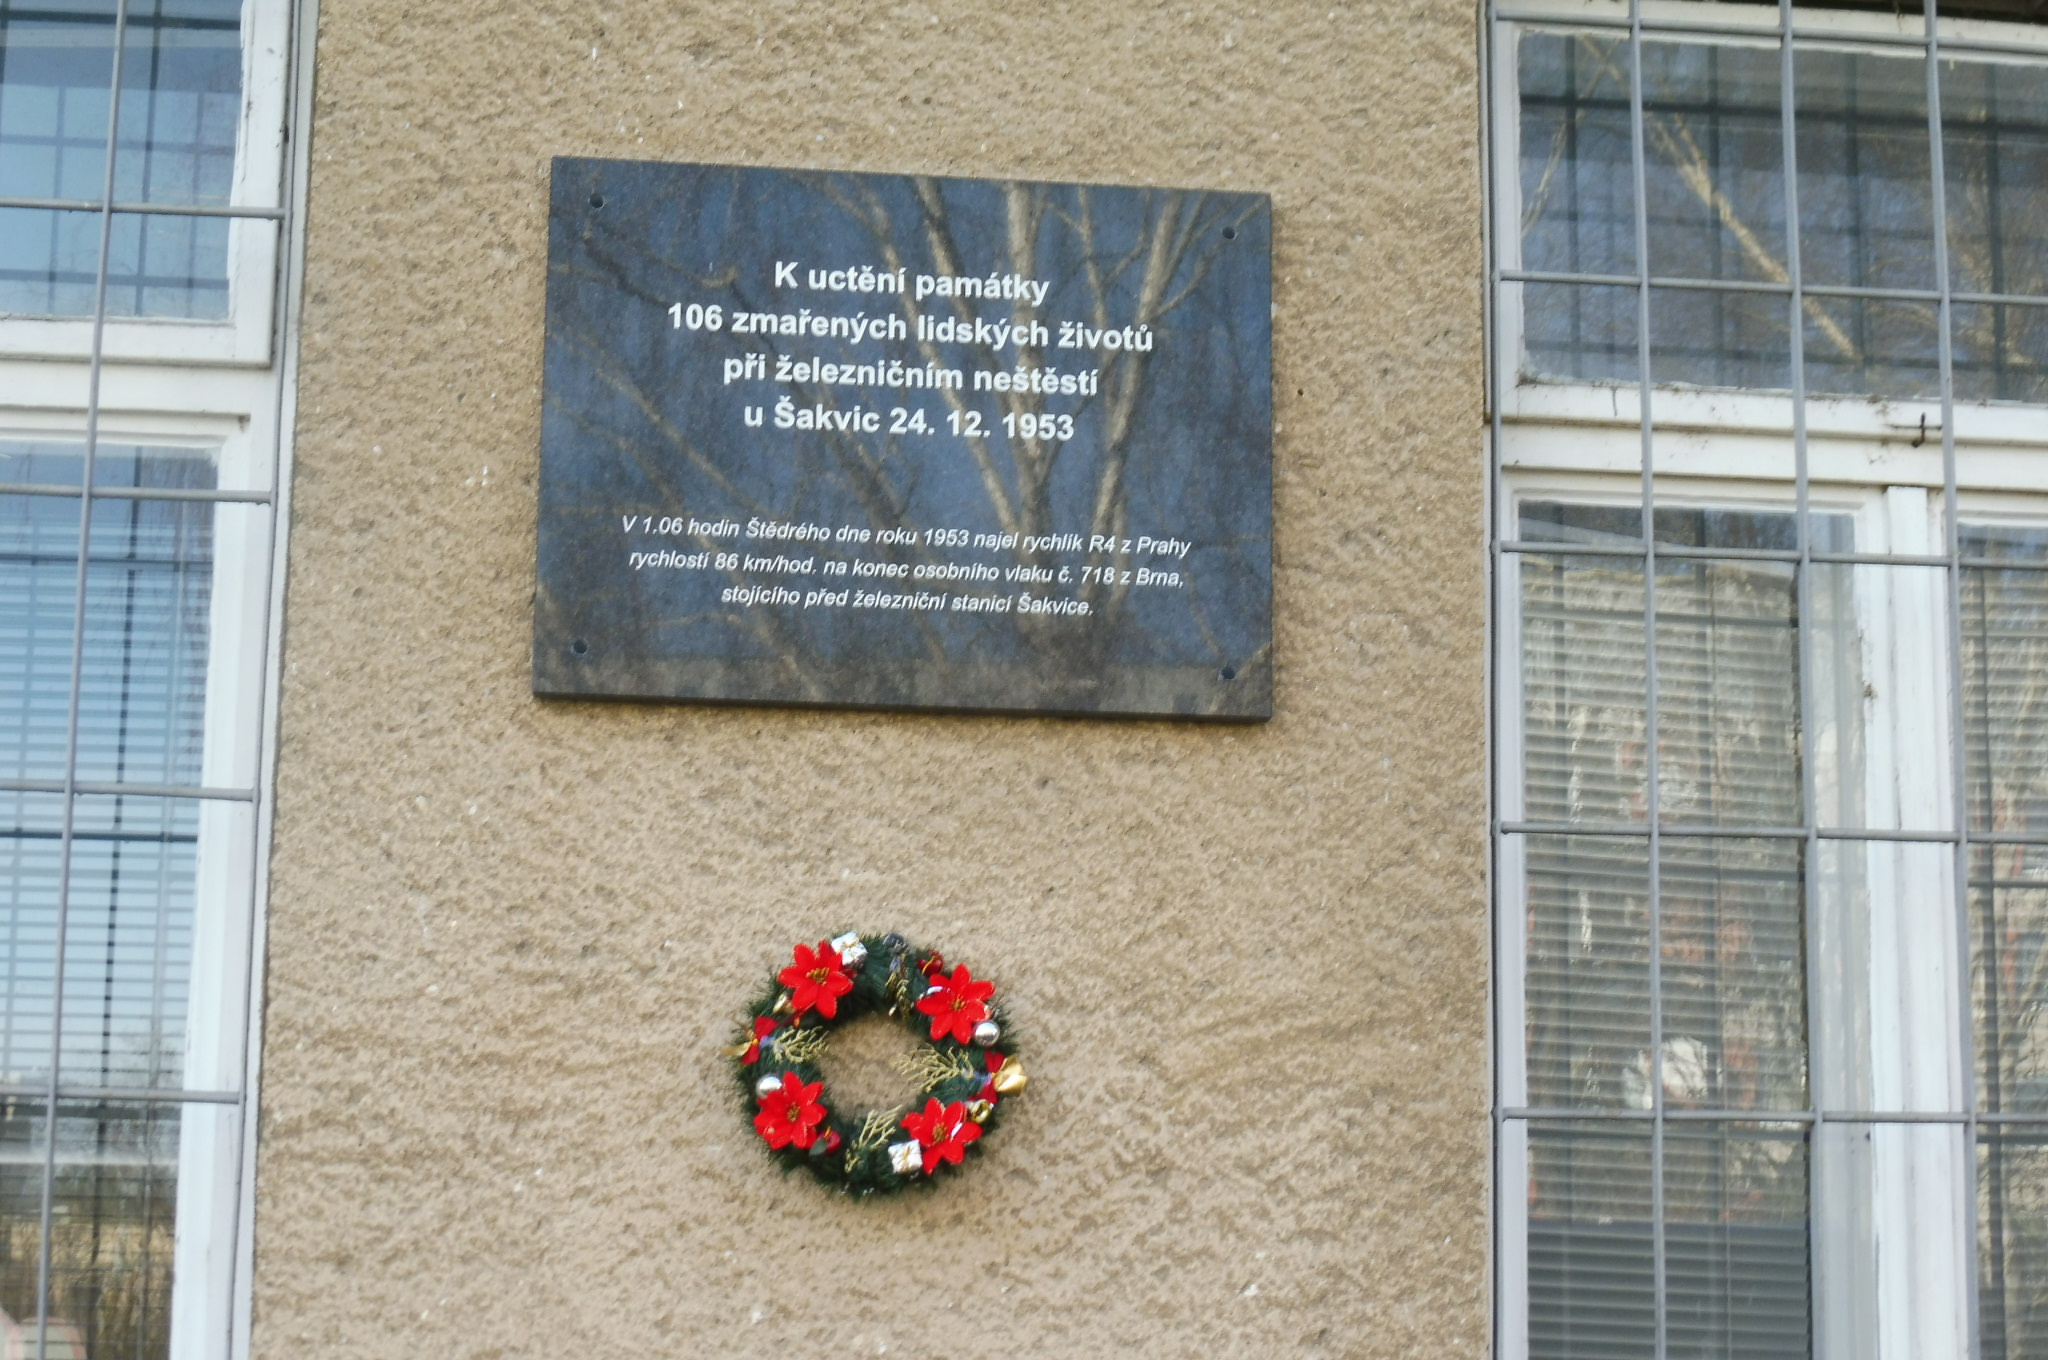 K uctění památky
106 zmařených lidských životů
při železničním neštěstí
u Šakvic 24. 12. 1953
V 1.06 hodin Štědrého dne roku 1953 najel rychlík R4 z Prahy
rychlostí 86 km/hod. na konec osobního vlaku č. 718 z Brna,
stojícího před železniční stanicí Šakvice.